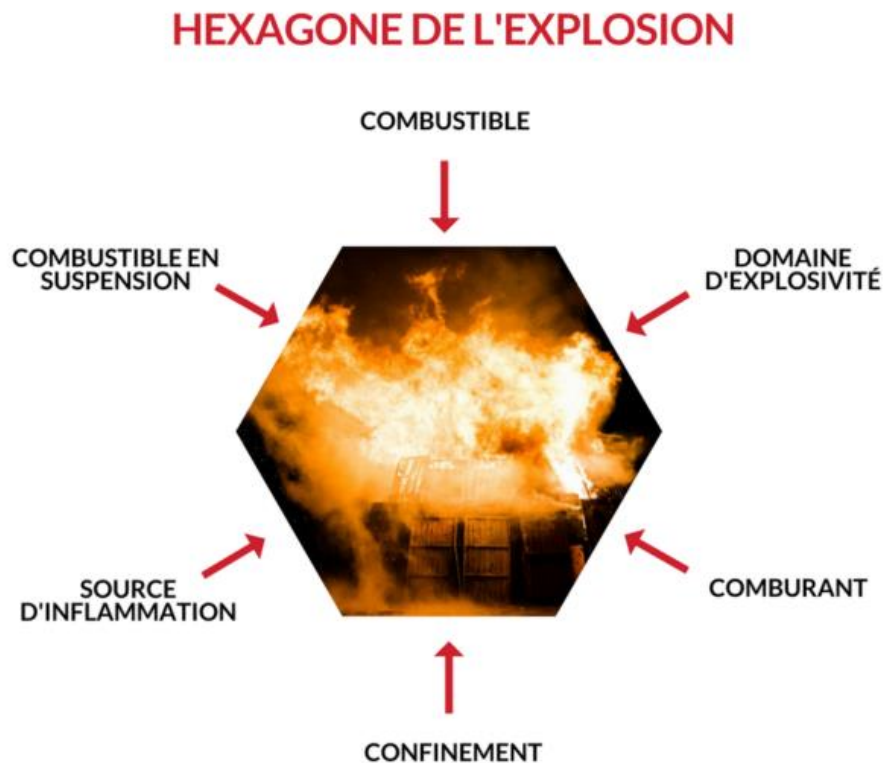 HEXAGONE DE L'EXPLOSION
COMBUSTIBLE
COMBUSTIBLE EN
SUSPENSION
DOMAINE
D'EXPLOSIVITÉ
SOURCE
D'INFLAMMATION
COMBURANT
CONFINEMENT